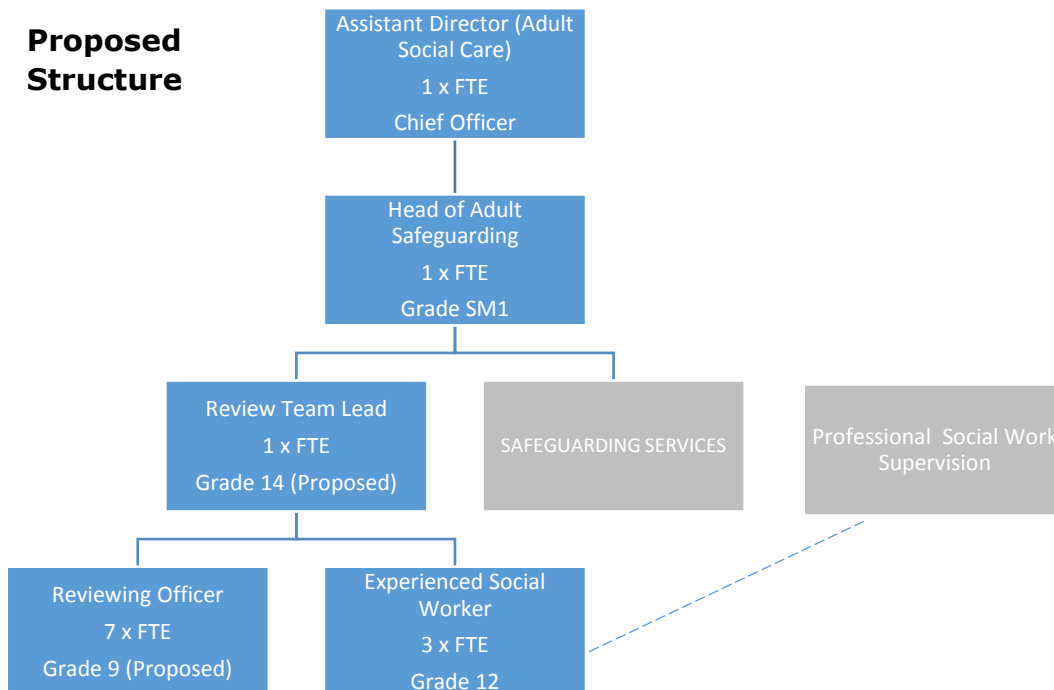 Proposed
Structure
Assistant Director (Adult
Social Care)
1 x FTE
Chief Officer
Head of Adult
Safeguarding
1 x FTE
Grade SM1
Review Team Lead
1 x FTE
Grade 14 (Proposed)
SAFEGUARDING SERVICES
Professional Social Work
Supervision
Reviewing Officer
7 x FTE
Grade 9 (Proposed)
Experienced Social
Worker
3 x FTE
Grade 12